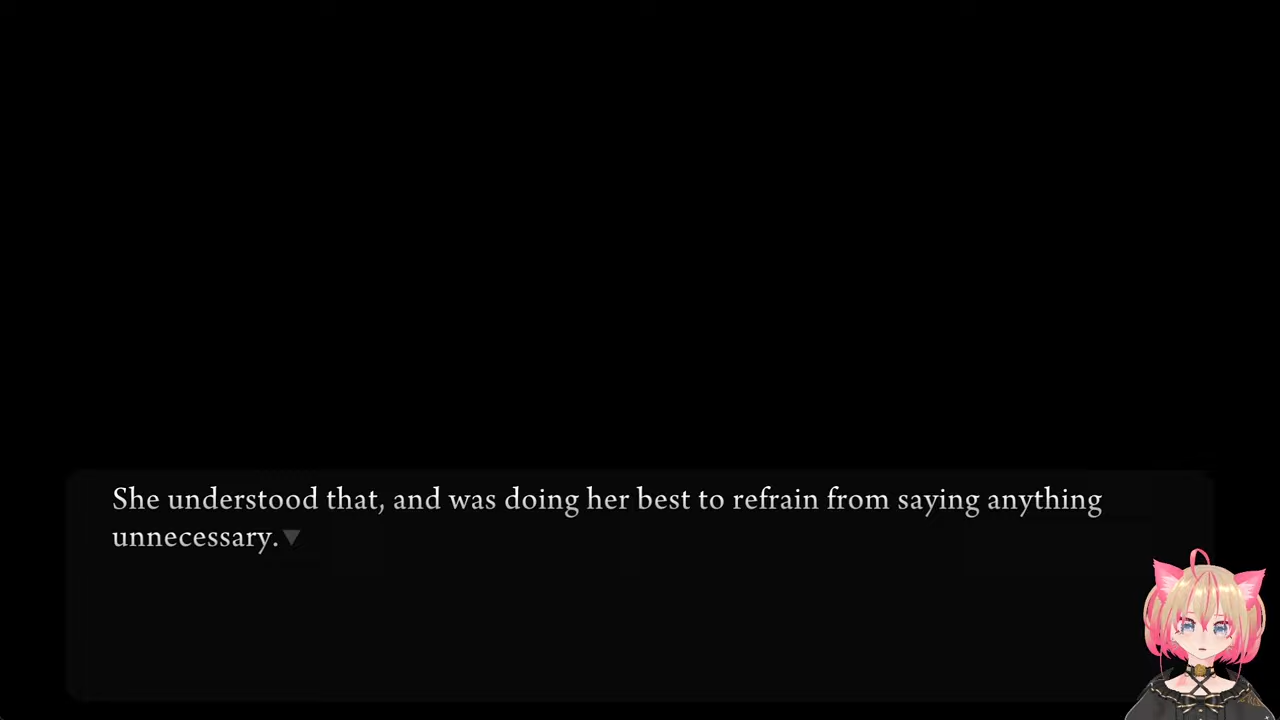 She understood that, and was doing her best to refrain from saying anything
unnecessary.